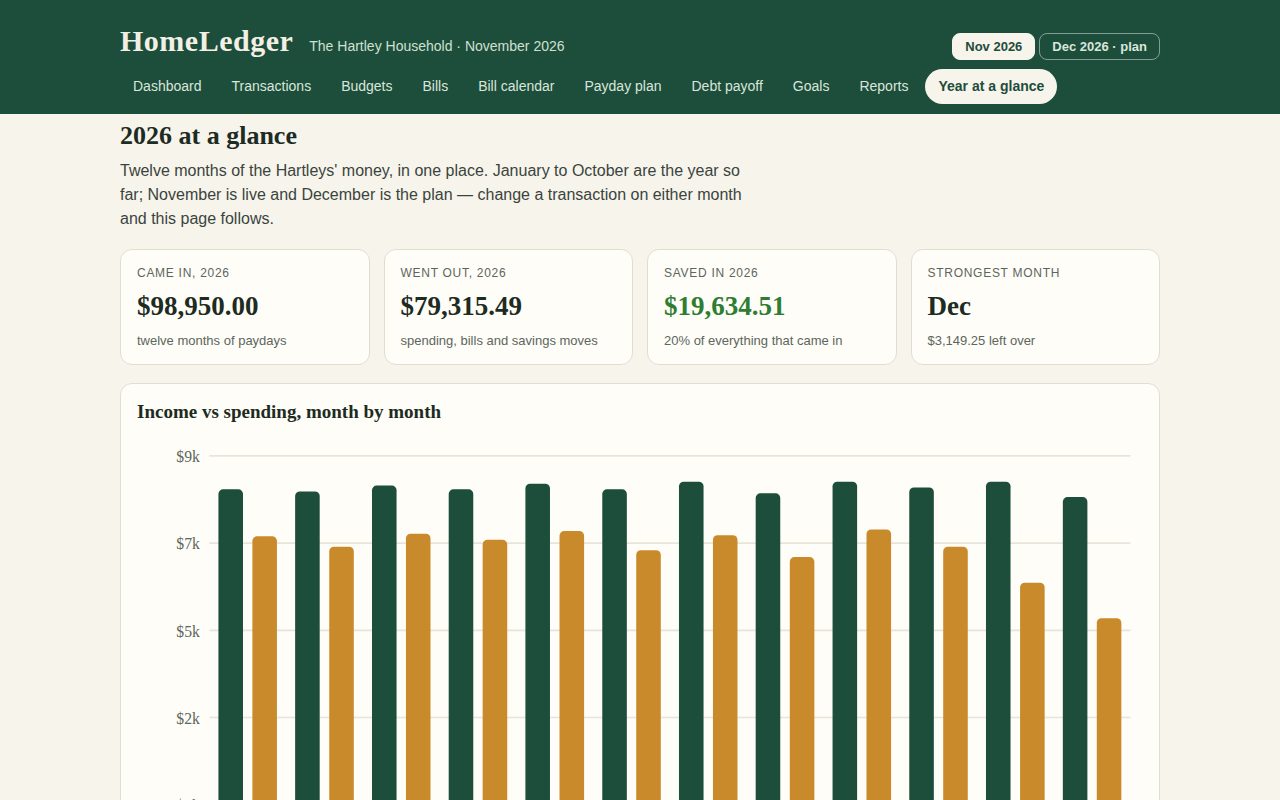 HomeLedger
The Hartley Household · November 2026
Nov 2026
Dec 2026 · plan
Dashboard
Transactions
Budgets
Bills
Bill calendar
Payday plan
Debt payoff
Goals
Reports
Year at a glance
2026 at a glance
Twelve months of the Hartleys' money, in one place. January to October are the year so
far; November is live and December is the plan — change a transaction on either month
and this page follows.
CAME IN, 2026
$98,950.00
twelve months of paydays
WENT OUT, 2026
$79,315.49
spending, bills and savings moves
SAVED IN 2026
$19,634.51
20% of everything that came in
STRONGEST MONTH
Dec
$3,149.25 left over
Income vs spending, month by month
$9k
$7k
$5k
$2k